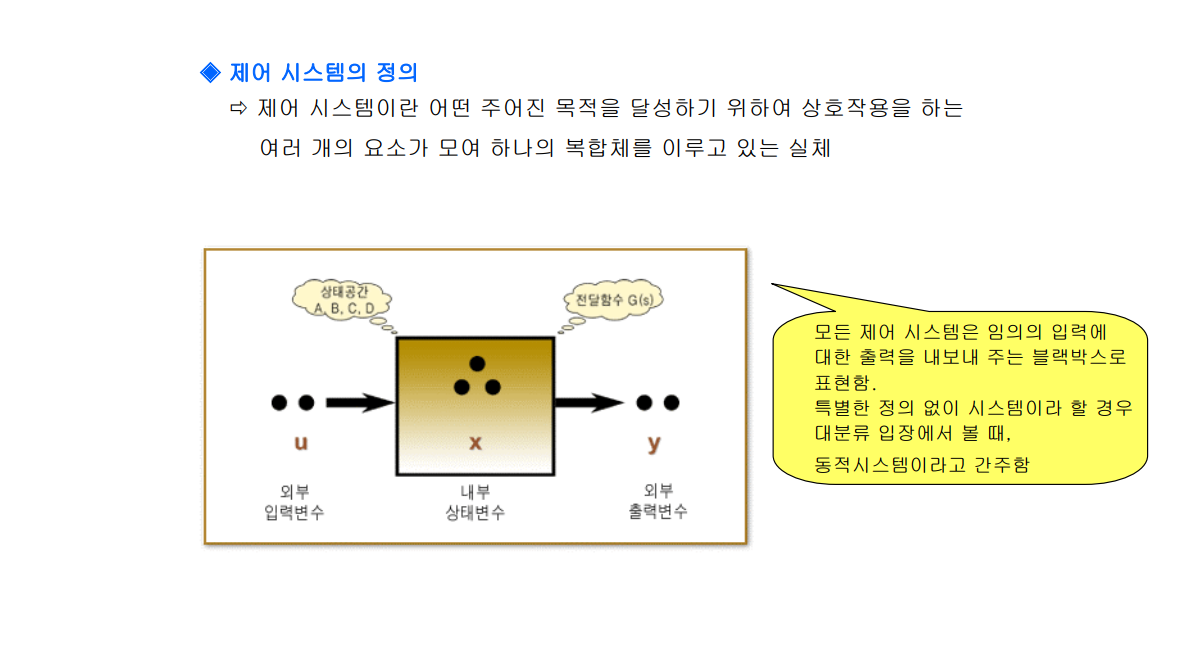 ◈ 제어 시스템의 정의
⇨ 제어 시스템이란 어떤 주어진 목적을 달성하기 위하여 상호작용을 하는
여러 개의 요소가 모여 하나의 복합체를 이루고 있는 실체
상태공간
A, B, C, D
전달함수 G(s)
u
x
y
외부
입력변수
내부
상태변수
외부
출력변수
모든 제어 시스템은 임의의 입력에
대한 출력을 내보내 주는 블랙박스로
표현함.
특별한 정의 없이 시스템이라 할 경우
대분류 입장에서 볼 때,
동적시스템이라고 간주함